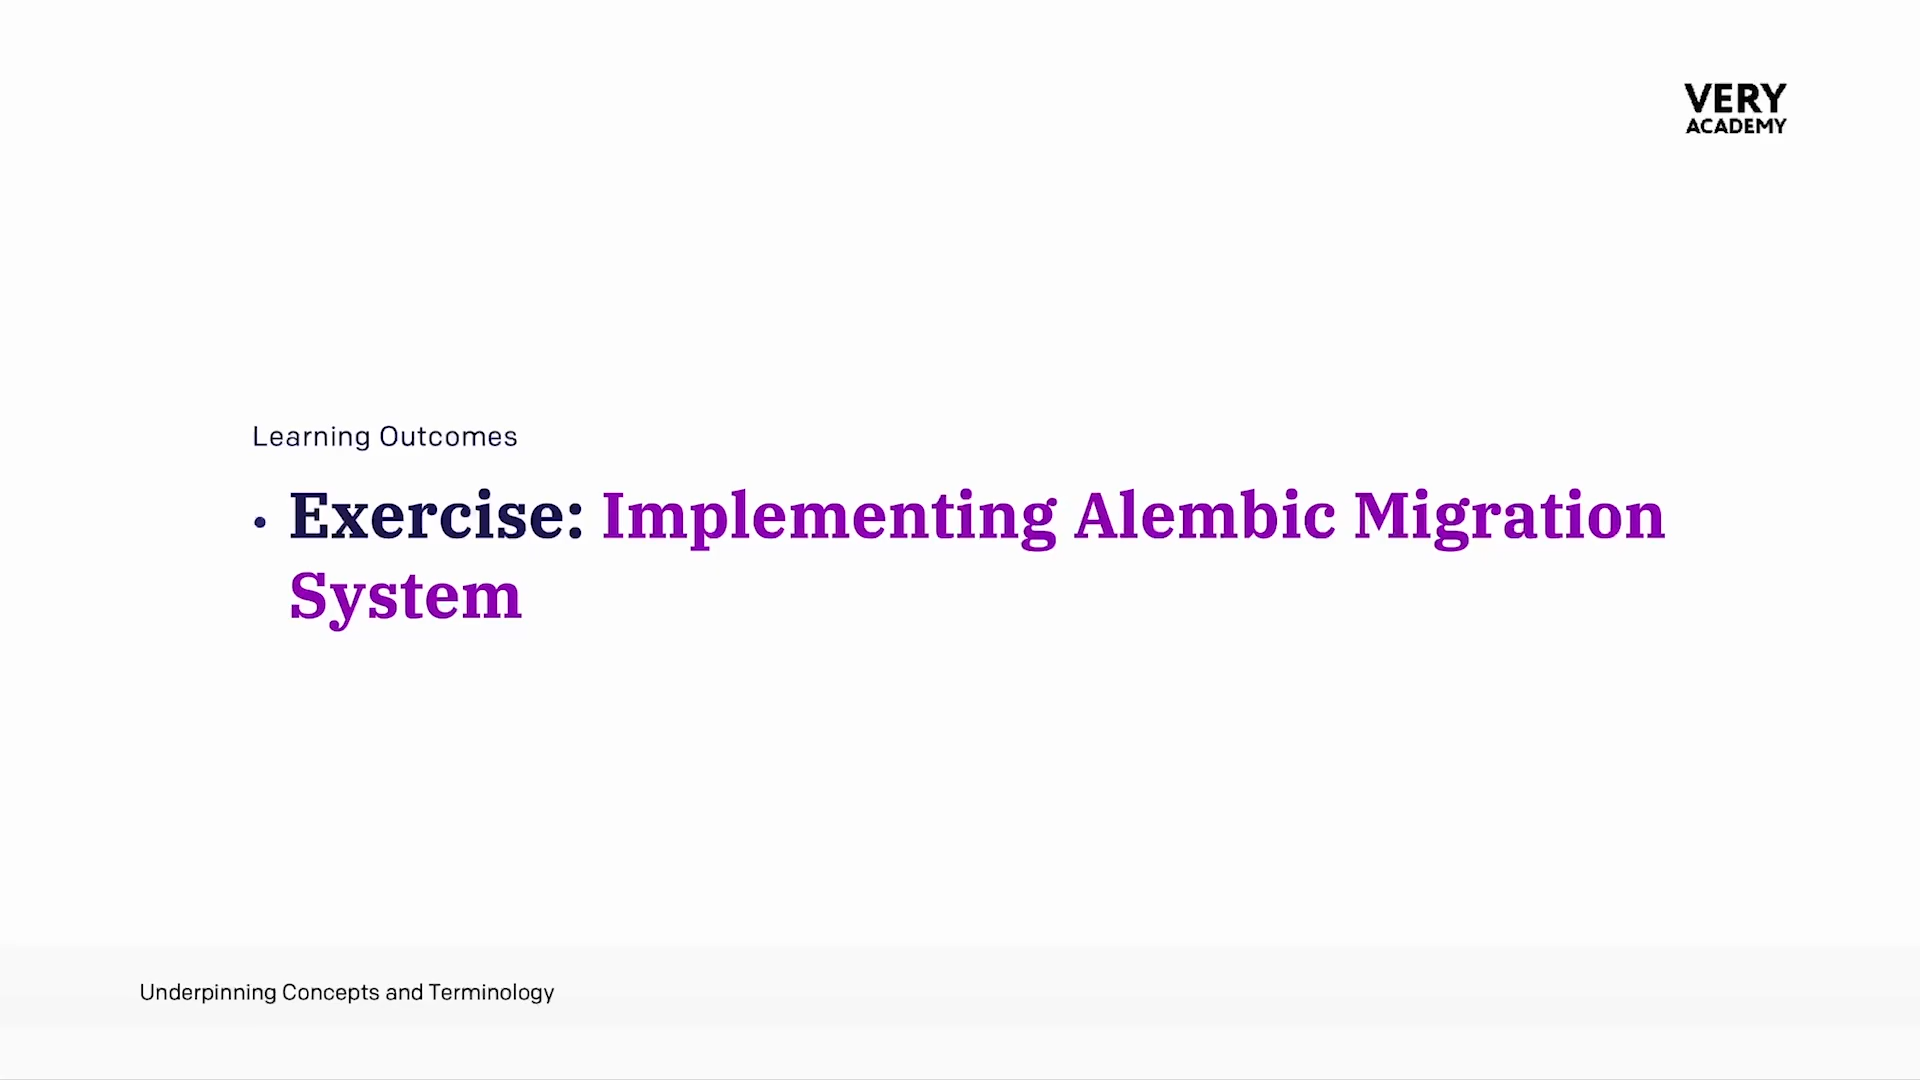 VERY
ACADEMY
Learning Outcomes
• Exercise: Implementing Alembic Migration
System
Underpinning Concepts and Terminology